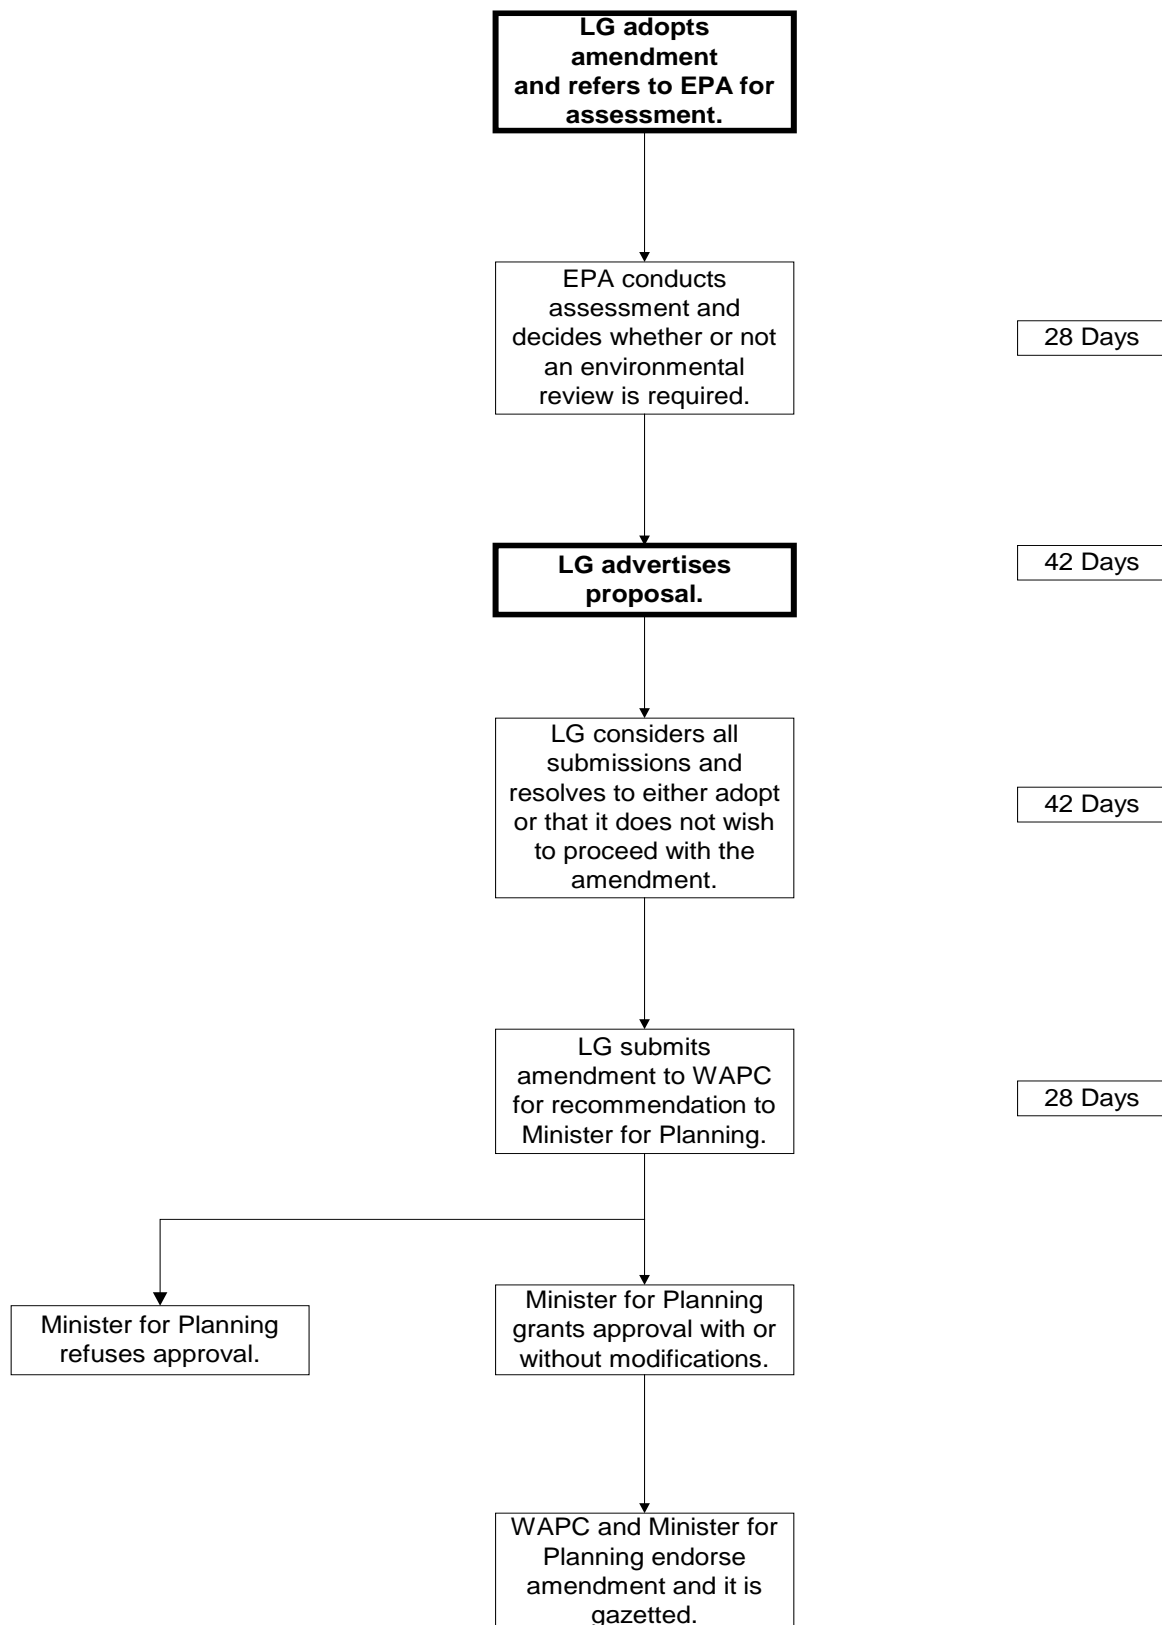 LG adopts
amendment
and refers to EPA for
assessment.
EPA conducts
assessment and
decides whether or not
an environmental
review is required.
28 Days
LG advertises
proposal.
42 Days
LG considers all
submissions and
resolves to either adopt
or that it does not wish
to proceed with the
amendment.
42 Days
LG submits
amendment to WAPC
for recommendation to
Minister for Planning.
28 Days
Minister for Planning
refuses approval.
Minister for Planning
grants approval with or
without modifications.
WAPC and Minister for
Planning endorse
amendment and it is
gazetted.